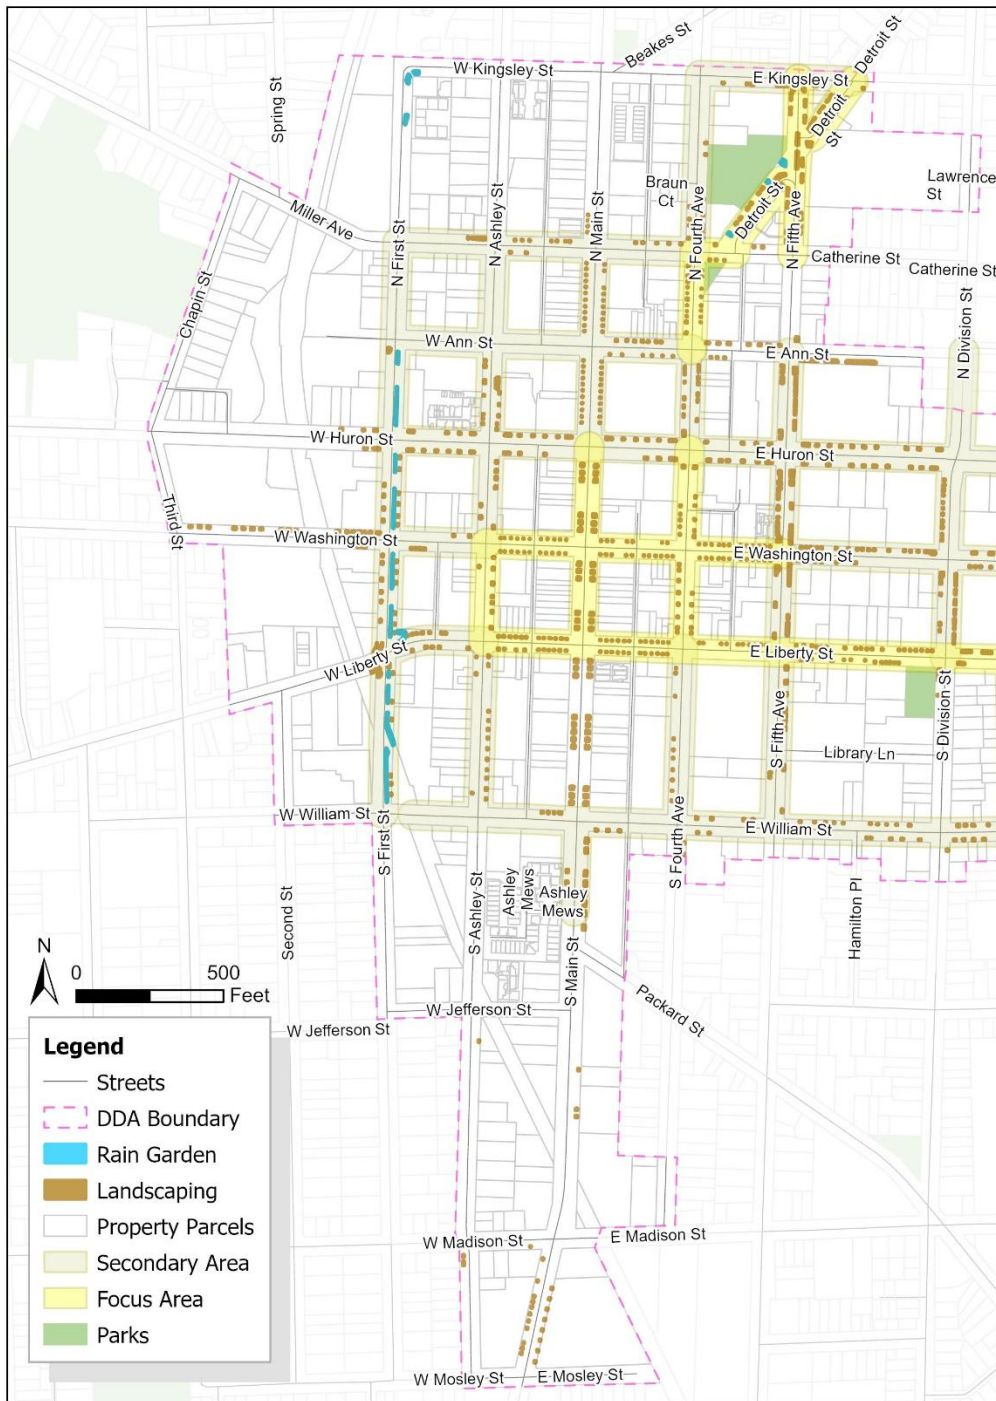 Beakes St
Detroit St
W Kingsley St
E Kingsley St
Spring St
Detroit
St
Lawrence
St
Braun
Ct
Miller Ave
N First St
N Ashley St
N Main St
N Fourth Ave
Detroit St
N Fifth Ave
Catherine St
Catherine St
Chapin St
W Ann St
E Ann St
N Division St
W Huron St
E Huron St
Third St
W Washington St
E Washington St
W Liberty St
E Liberty St
S Fifth Ave
S Division St
Library Ln
W William St
S First St
S Fourth Ave
E William St
Second St
S Ashley St
Ashley
Mews
Ashley
Mews
S Main St
Hamilton Pl
N
0 500
Feet
Packard St
W Jefferson St
W Jefferson St
Legend
Streets
DDA Boundary
Rain Garden
Landscaping
Property Parcels
Secondary Area
Focus Area
Parks
W Madison St
E Madison St
W Mosley St
E Mosley St